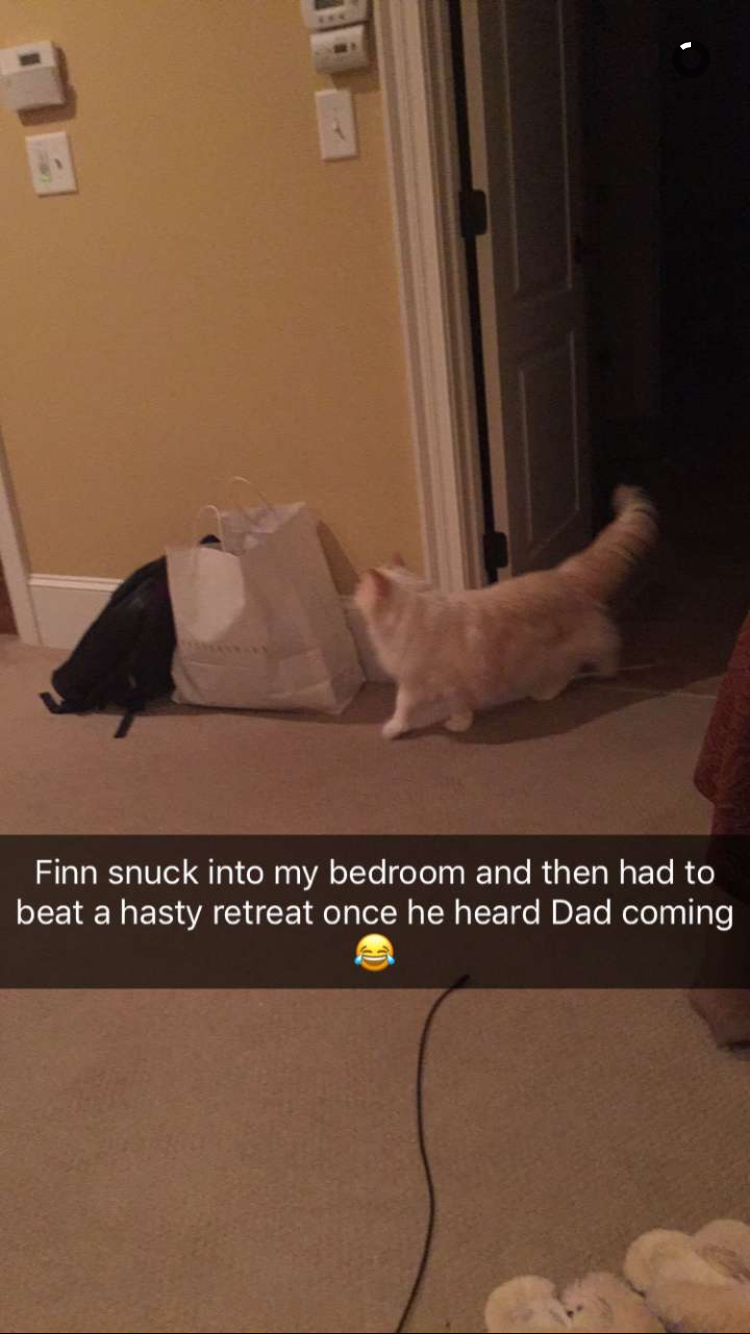 Finn snuck into my bedroom and then had to
beat a hasty retreat once he heard Dad coming
😂